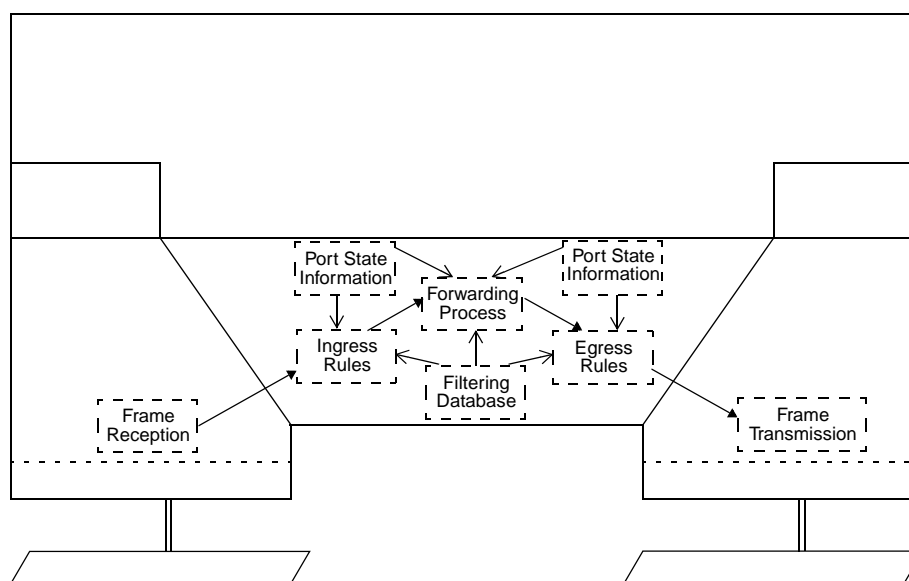 Port State
Information
Port State
Information
Forwarding
Process
Ingress
Rules
Egress
Rules
Filtering
Database
Frame
Reception
Frame
Transmission